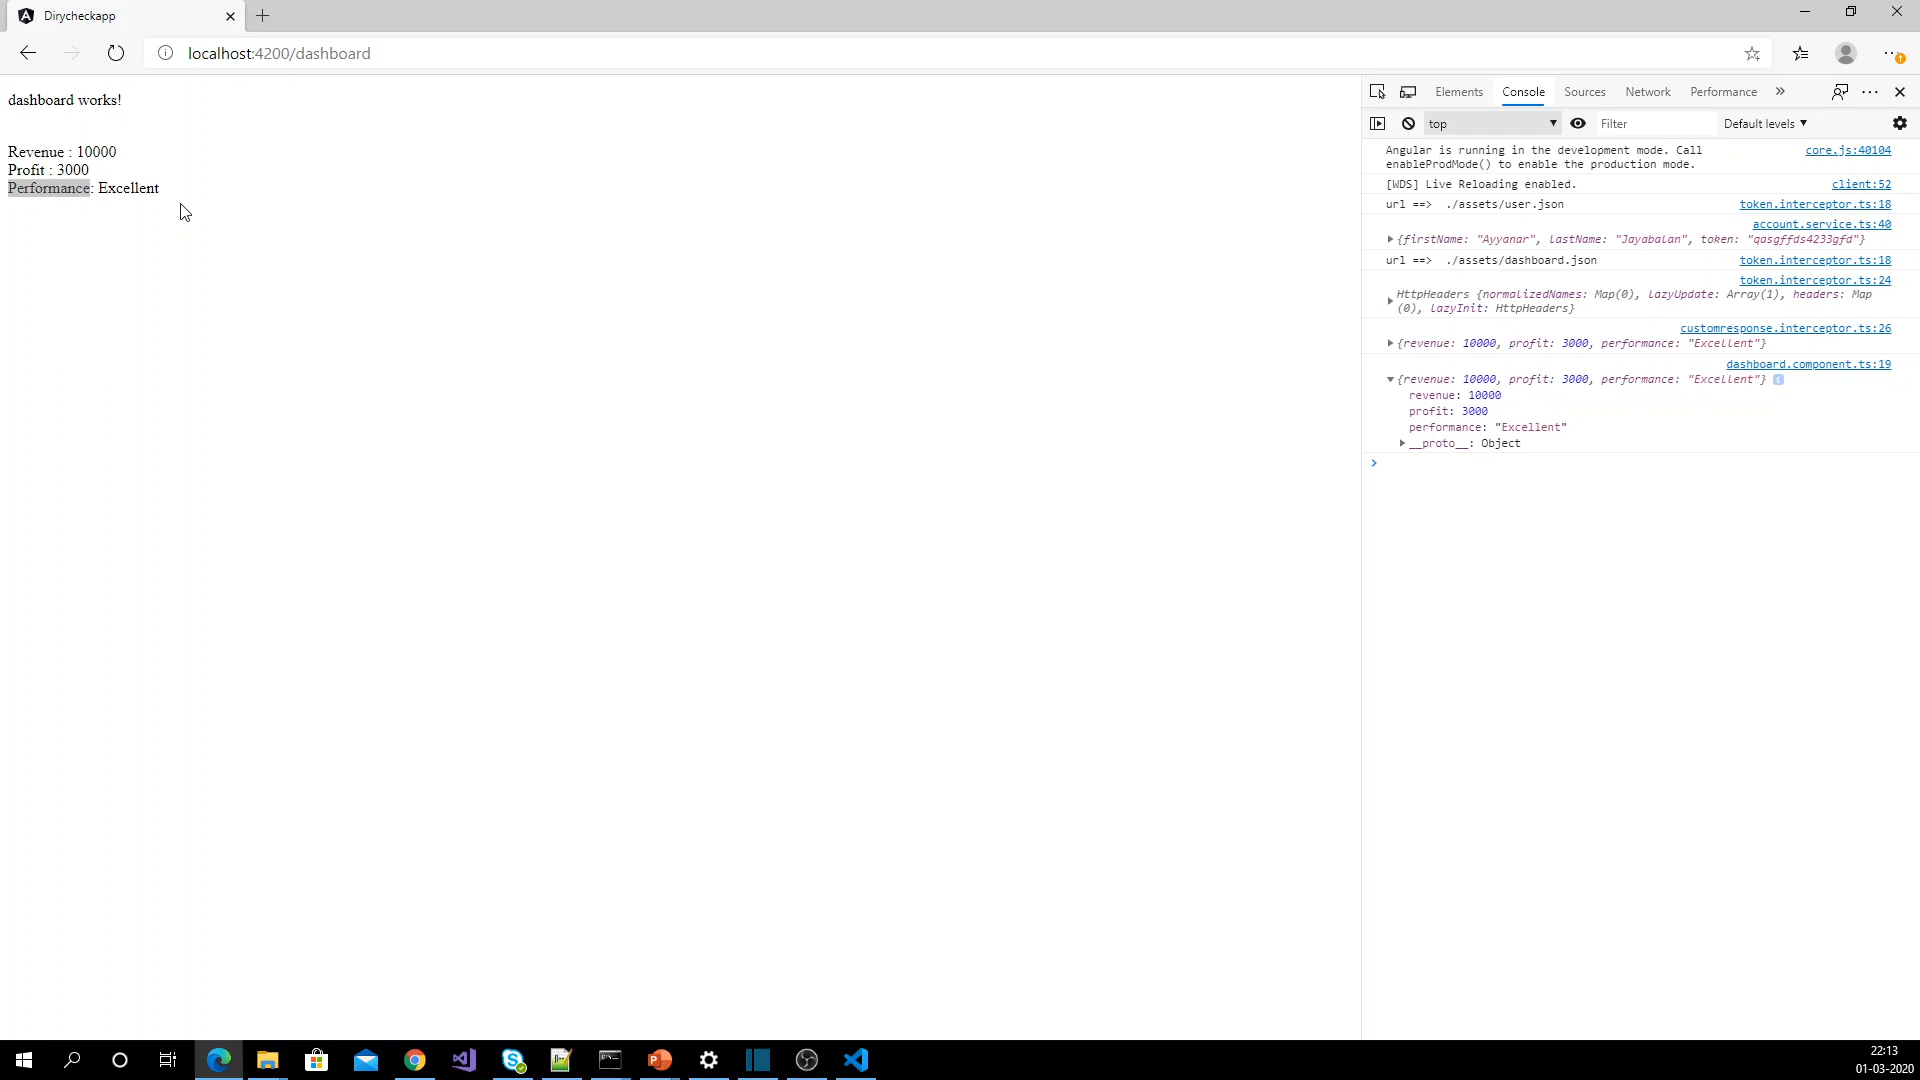 Dirycheckapp
localhost:4200/dashboard
dashboard works!
Revenue : 10000
Profit : 3000
Performance: Excellent
Elements Console Sources Network Performance
top Filter Default levels
Angular is running in the development mode. Call core.js:40104
enableProdMode() to enable the production mode.
[WDS] Live Reloading enabled. client:52
url ==> ./assets/user.json token.interceptor.ts:18
account.service.ts:40
{firstName: "Ayyanar", lastName: "Jayabalan", token: "qasgffds4233gfd"}
url ==> ./assets/dashboard.json token.interceptor.ts:18
token.interceptor.ts:24
HttpHeaders {normalizedNames: Map(0), lazyUpdate: Array(1), headers: Map
(0), lazyInit: HttpHeaders}
customresponse.interceptor.ts:26
{revenue: 10000, profit: 3000, performance: "Excellent"}
dashboard.component.ts:19
{revenue: 10000, profit: 3000, performance: "Excellent"}
revenue: 10000
profit: 3000
performance: "Excellent"
__proto__: Object
22:13
01-03-2020